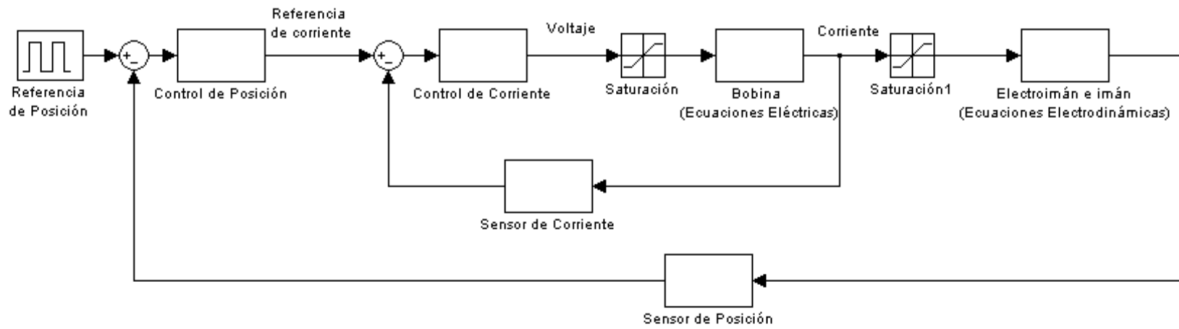 Referencia
de corriente
Voltaje
Corriente
Referencia
de Posición
Control de Posición
Control de Corriente
Saturación
Bobina
(Ecuaciones Eléctricas)
Saturación1
Electroimán e imán
(Ecuaciones Electrodinámicas)
Sensor de Corriente
Sensor de Posición